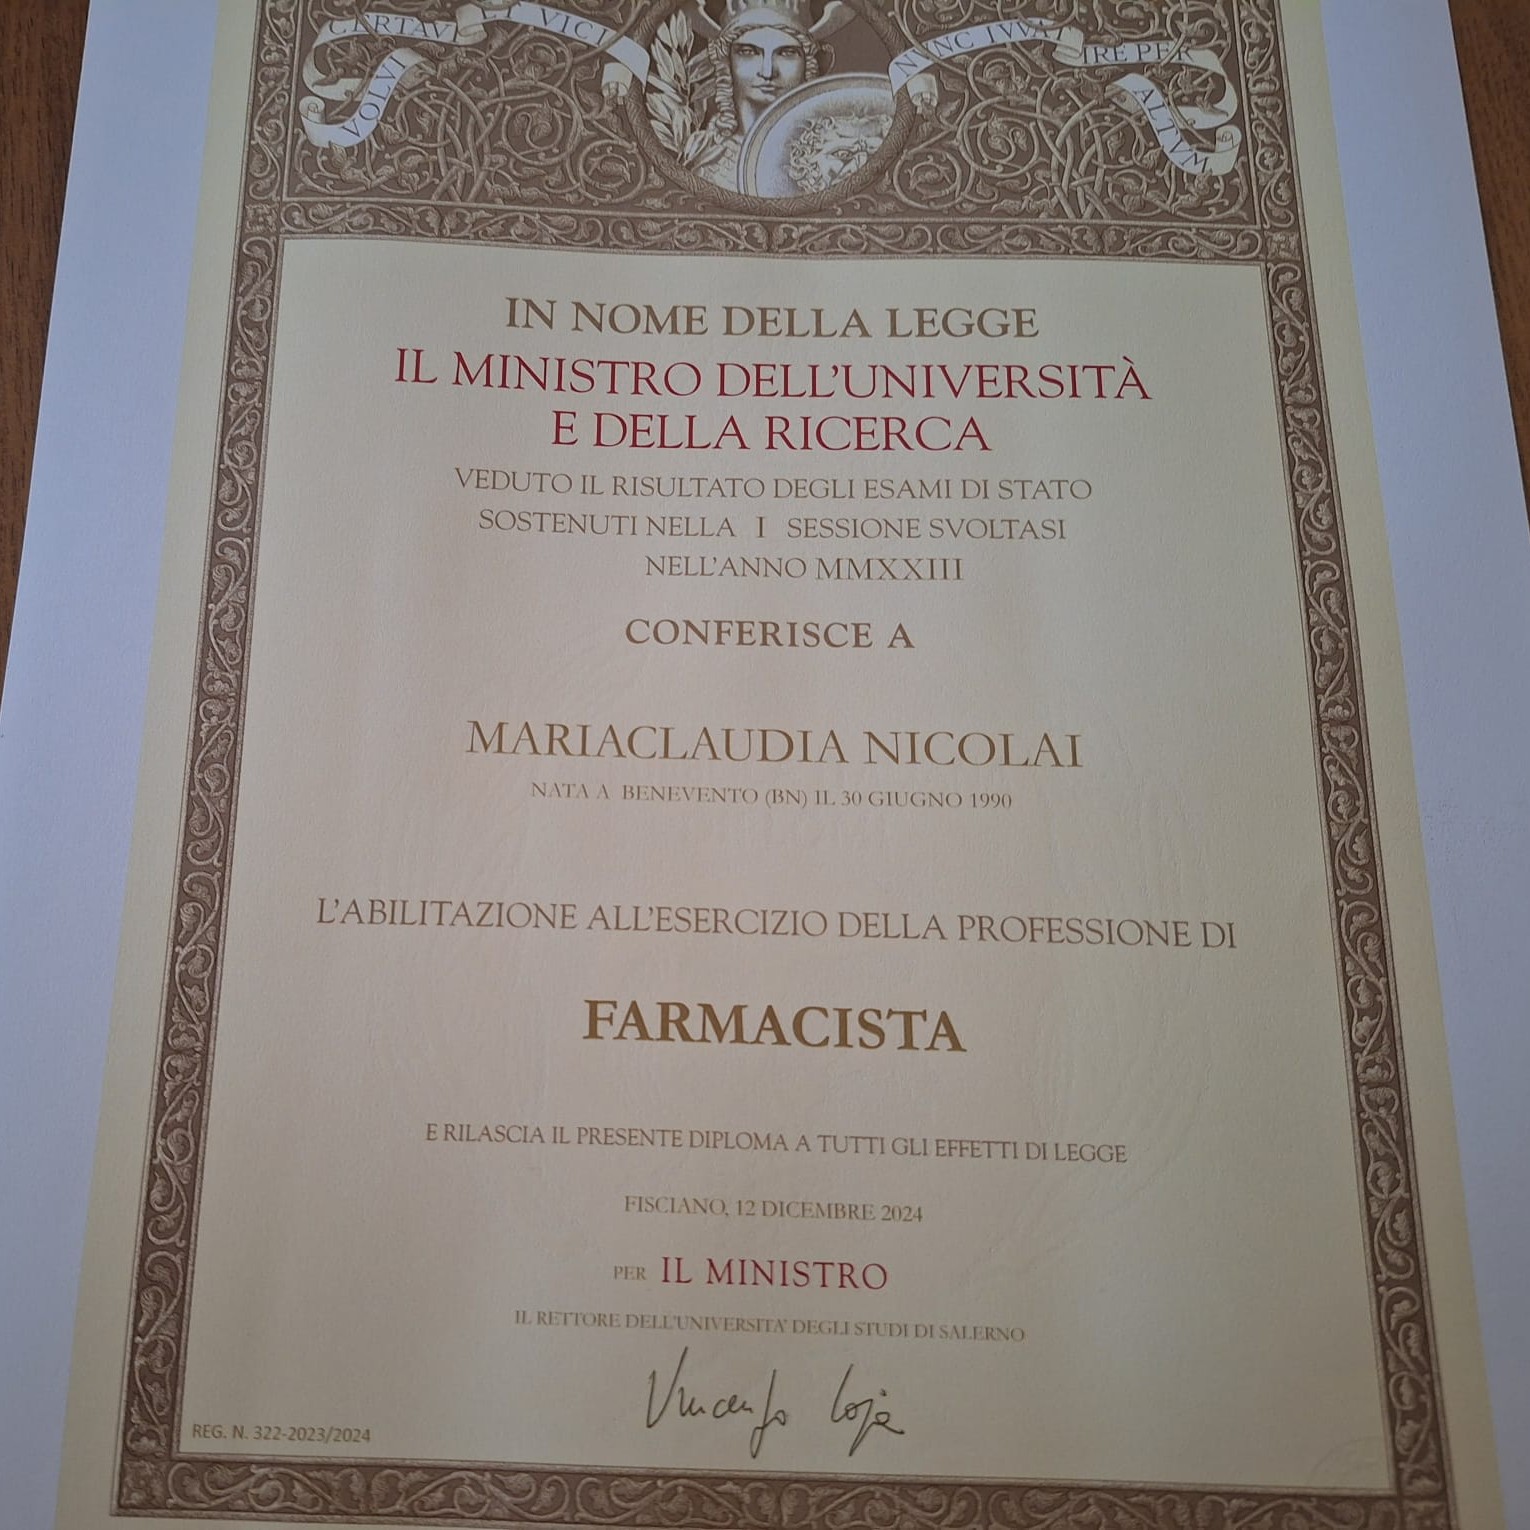 VOLVI CERTAVI ET VICI NVNC IVVAT IRE PER ALTVM
IN NOME DELLA LEGGE
IL MINISTRO DELL'UNIVERSITÀ
E DELLA RICERCA
VEDUTO IL RISULTATO DEGLI ESAMI DI STATO
SOSTENUTI NELLA I SESSIONE SVOLTASI
NELL'ANNO MMXXIII
CONFERISCE A
MARIACLAUDIA NICOLAI
NATA A BENEVENTO (BN) IL 30 GIUGNO 1990
L'ABILITAZIONE ALL'ESERCIZIO DELLA PROFESSIONE DI
FARMACISTA
E RILASCIA IL PRESENTE DIPLOMA A TUTTI GLI EFFETTI DI LEGGE
FISCIANO, 12 DICEMBRE 2024
PER IL MINISTRO
IL RETTORE DELL'UNIVERSITA' DEGLI STUDI DI SALERNO
Vincenzo Loja
REG. N. 322-2023/2024